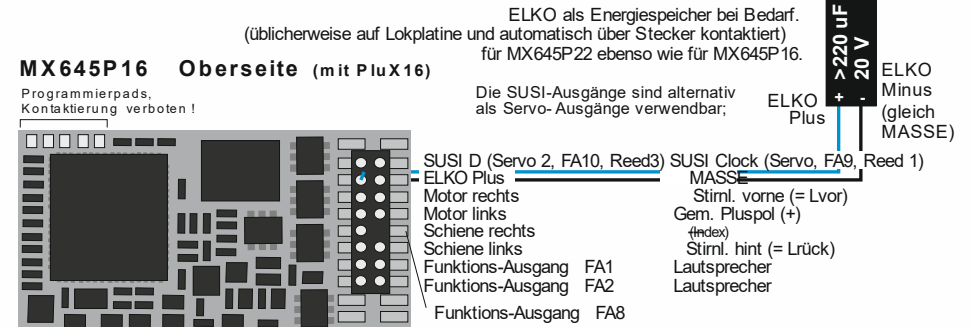 ELKO als Energiespeicher bei Bedarf.
(üblicherweise auf Lokplatine und automatisch über Stecker kontaktiert)
für MX645P22 ebenso wie für MX645P16.
MX645P16 Oberseite (mit PluX16)
Programmierpads,
Kontaktierung verboten !
Die SUSI-Ausgänge sind alternativ
als Servo- Ausgänge verwendbar;
ELKO
Plus
+ >220 uF
- 20 V
ELKO
Minus
(gleich
MASSE)
SUSI D (Servo 2, FA10, Reed3) SUSI Clock (Servo, FA9, Reed 1)
ELKO Plus MASSE
Motor rechts Stirnl. vorne (= Lvor)
Motor links Gem. Pluspol (+)
Schiene rechts (Index)
Schiene links Stirnl. hint (= Lrück)
Funktions-Ausgang FA1 Lautsprecher
Funktions-Ausgang FA2 Lautsprecher
Funktions-Ausgang FA8